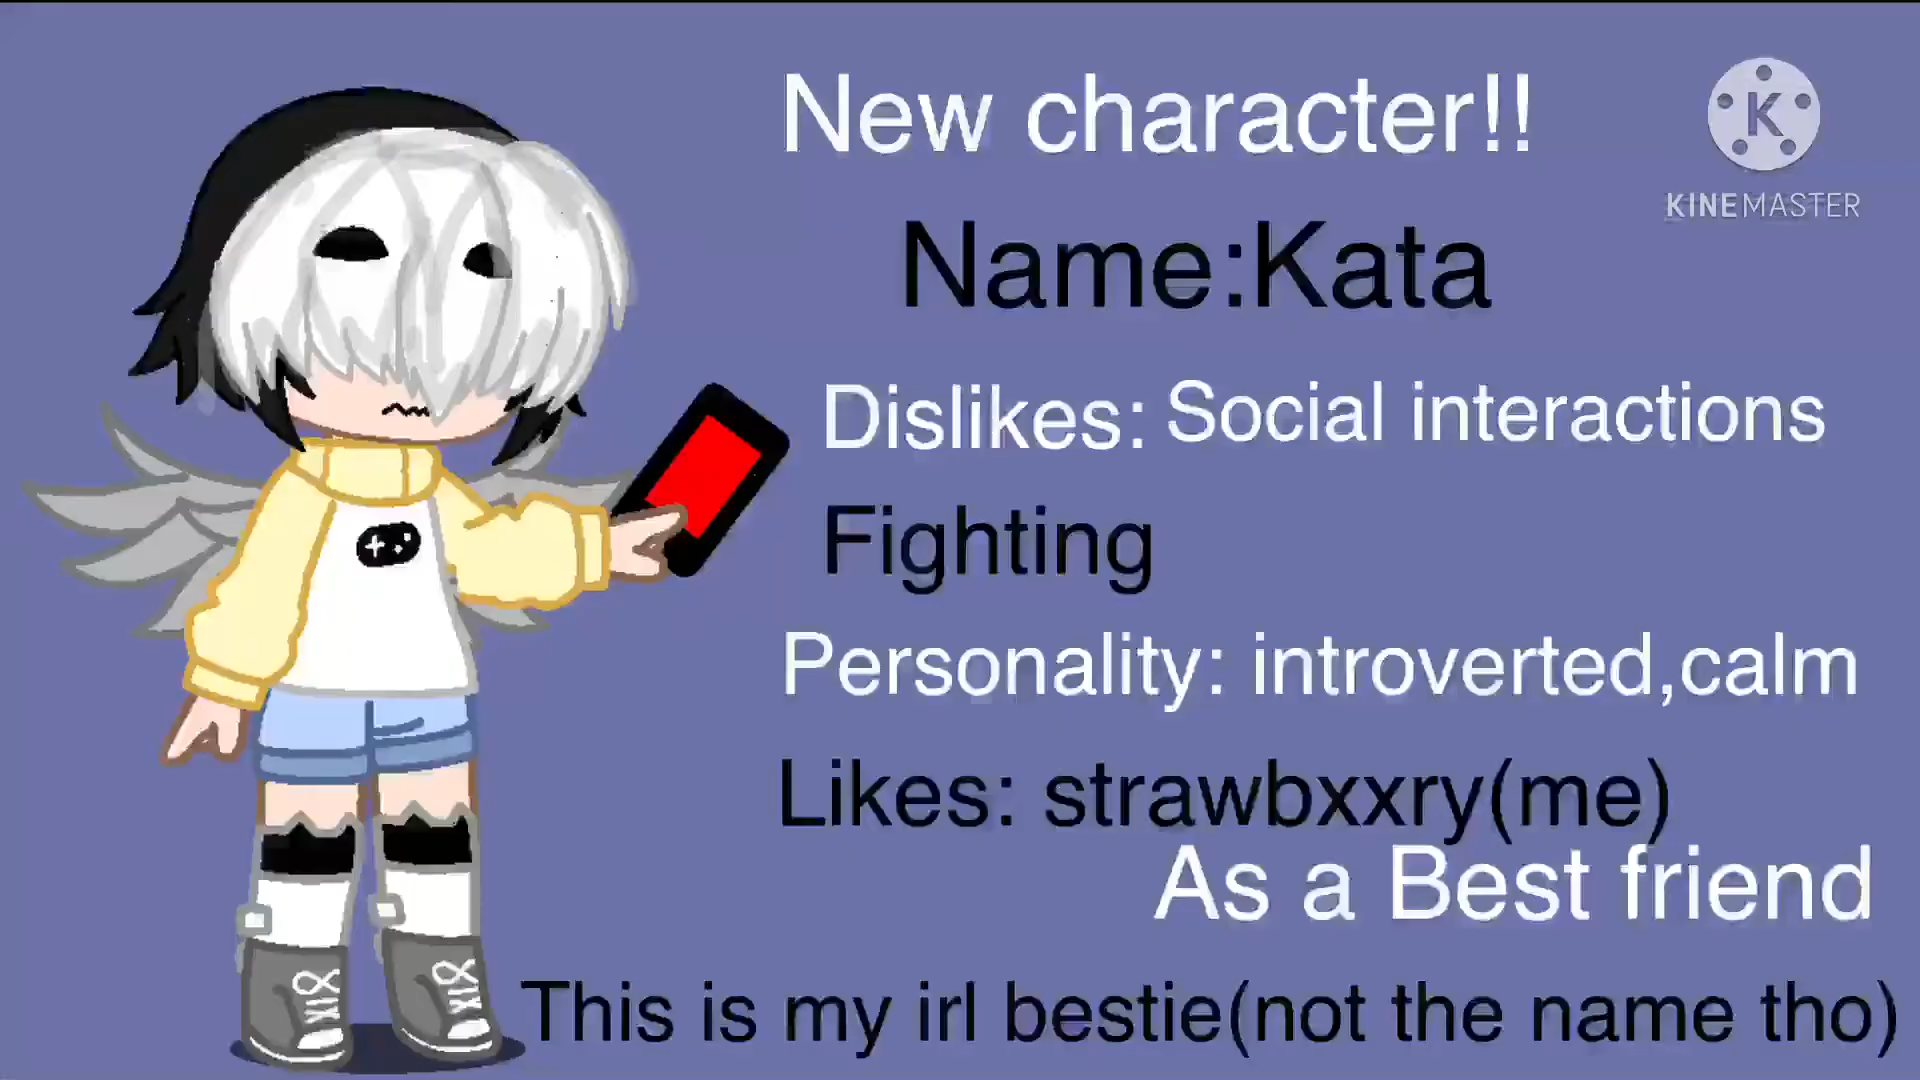 New character!!
K
KINEMASTER
Name:Kata
Dislikes: Social interactions
Fighting
Personality: introverted,calm
Likes: strawbxxry(me)
As a Best friend
This is my irl bestie(not the name tho)